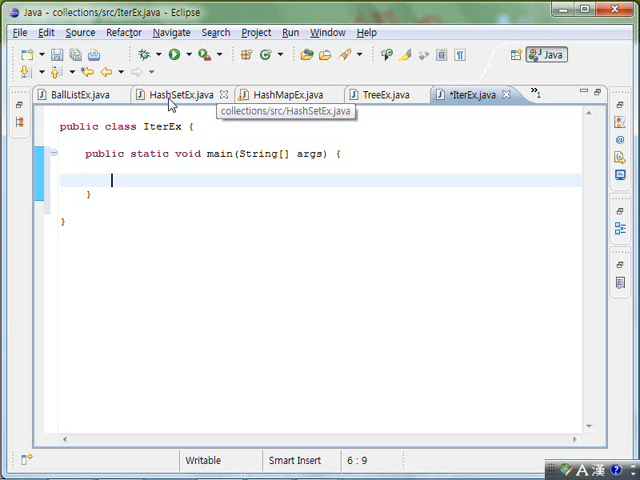 Java - collections/src/IterEx.java - Eclipse
File Edit Source Refactor Navigate Search Project Run Window Help
Java
BallListEx.java HashSetEx.java HashMapEx.java TreeEx.java *IterEx.java »1
collections/src/HashSetEx.java
public class IterEx {
public static void main(String[] args) {
}
}
Writable Smart Insert 6 : 9
A 漢